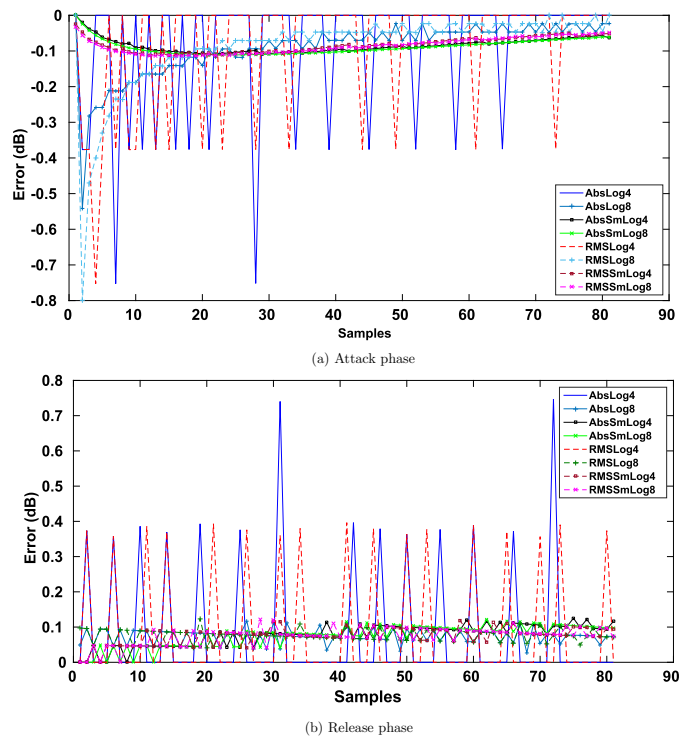 0
-0.1
-0.2
-0.3
-0.4
-0.5
-0.6
-0.7
-0.8
Error (dB)
0 10 20 30 40 50 60 70 80 90
Samples
AbsLog4
AbsLog8
AbsSmLog4
AbsSmLog8
RMSLog4
RMSLog8
RMSSmLog4
RMSSmLog8
(a) Attack phase
0.8
0.7
0.6
0.5
0.4
0.3
0.2
0.1
0
Error (dB)
0 10 20 30 40 50 60 70 80 90
Samples
AbsLog4
AbsLog8
AbsSmLog4
AbsSmLog8
RMSLog4
RMSLog8
RMSSmLog4
RMSSmLog8
(b) Release phase